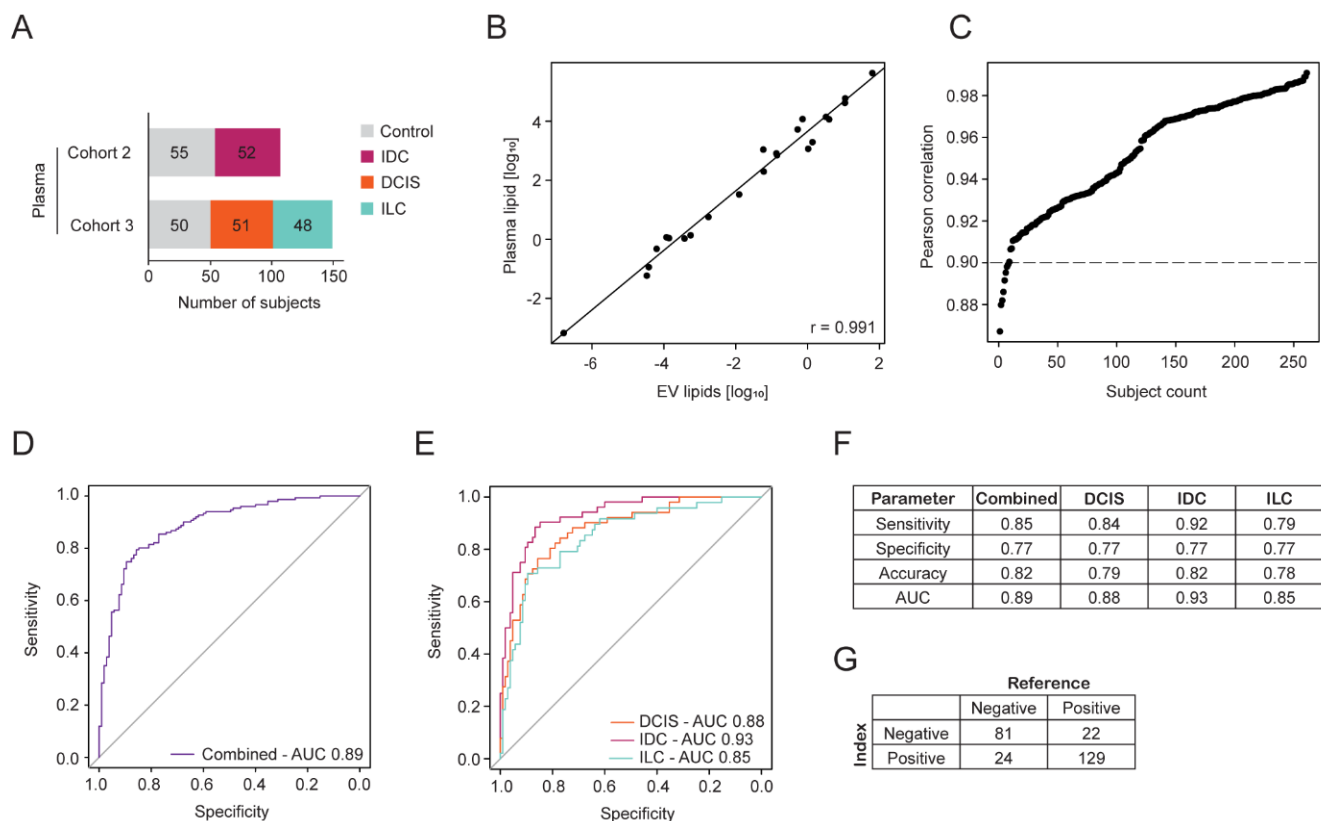 A
Plasma
Cohort 2
55
52
Cohort 3
50
51
48
0
50
100
150
Number of subjects
Control
IDC
DCIS
ILC
B
Plasma lipid [log₁₀]
4
2
0
-2
-6
-4
-2
0
2
r = 0.991
EV lipids [log₁₀]
C
Pearson correlation
0.98
0.96
0.94
0.92
0.90
0.88
0
50
100
150
200
250
Subject count
D
Sensitivity
1.0
0.8
0.6
0.4
0.2
0.0
Combined - AUC 0.89
1.0
0.8
0.6
0.4
0.2
0.0
Specificity
E
Sensitivity
1.0
0.8
0.6
0.4
0.2
0.0
DCIS - AUC 0.88
IDC - AUC 0.93
ILC - AUC 0.85
1.0
0.8
0.6
0.4
0.2
0.0
Specificity
F
Parameter Combined DCIS IDC ILC
Sensitivity 0.85 0.84 0.92 0.79
Specificity 0.77 0.77 0.77 0.77
Accuracy 0.82 0.79 0.82 0.78
AUC 0.89 0.88 0.93 0.85
G
Reference
Index
Negative Positive
Negative 81 22
Positive 24 129